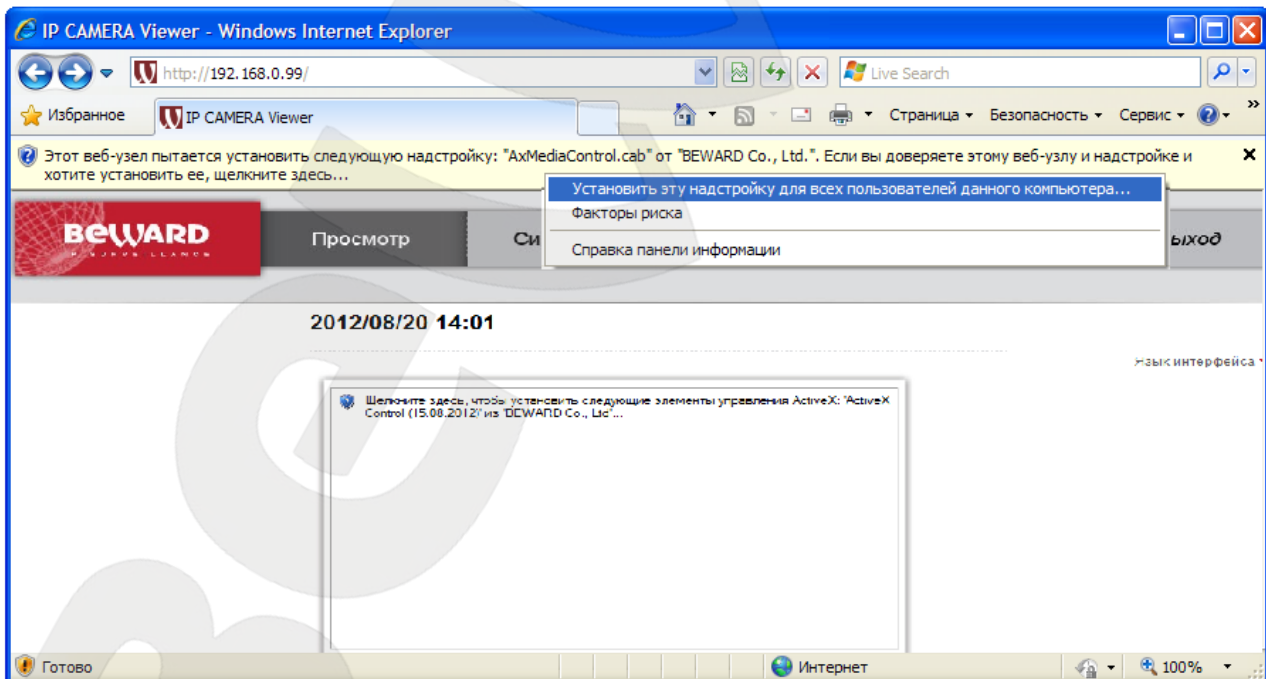 IP CAMERA Viewer - Windows Internet Explorer
http://192.168.0.99/
Live Search
Избранное
IP CAMERA Viewer
Страница
Безопасность
Сервис
Этот веб-узел пытается установить следующую надстройку: "AxMediaControl.cab" от "BEWARD Co., Ltd.". Если вы доверяете этому веб-узлу и надстройке и
хотите установить ее, щелкните здесь...
Установить эту надстройку для всех пользователей данного компьютера...
Факторы риска
Справка панели информации
BEWARD
Просмотр
Си
ыход
2012/08/20 14:01
Язык интерфейса
Щелкните здесь, чтобы установить следующие элементы управления ActiveX: "ActiveX
Control (15.08.2012)" из "BEWARD Co., Ltd"...
Готово
Интернет
100%